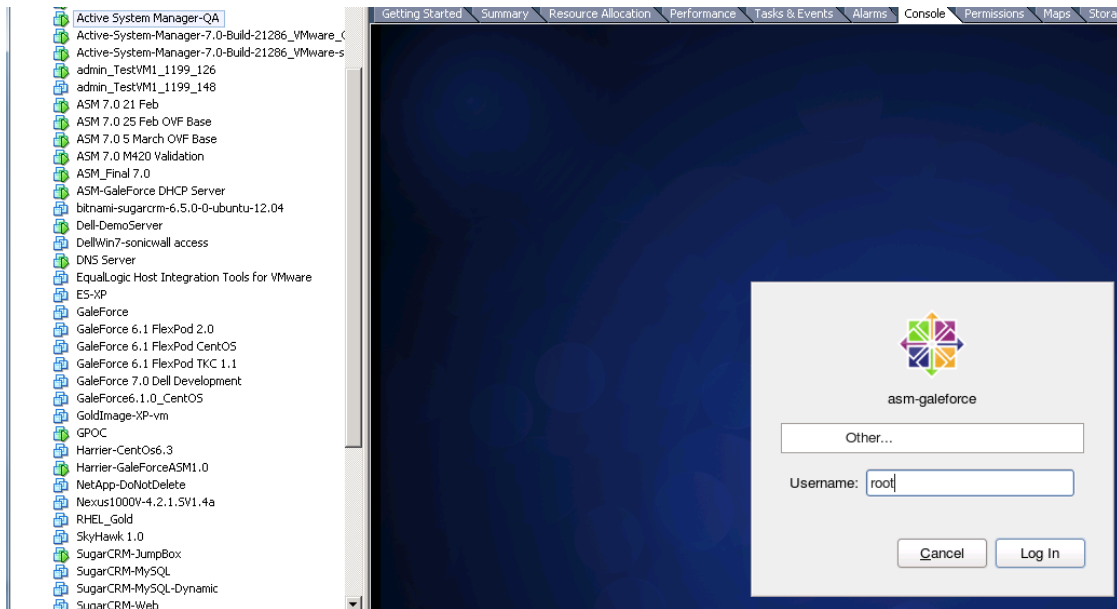 Active System Manager-QA
Active-System-Manager-7.0-Build-21286_VMware_
Active-System-Manager-7.0-Build-21286_VMware-s
admin_TestVM1_1199_126
admin_TestVM1_1199_148
ASM 7.0 21 Feb
ASM 7.0 25 Feb OVF Base
ASM 7.0 5 March OVF Base
ASM 7.0 M420 Validation
ASM_Final 7.0
ASM-GaleForce DHCP Server
bitnami-sugarcrm-6.5.0-0-ubuntu-12.04
Dell-DemoServer
DellWin7-sonicwall access
DNS Server
EqualLogic Host Integration Tools for VMware
ES-XP
GaleForce
GaleForce 6.1 FlexPod 2.0
GaleForce 6.1 FlexPod CentOS
GaleForce 6.1 FlexPod TKC 1.1
GaleForce 7.0 Dell Development
GaleForce6.1.0_CentOS
GoldImage-XP-vm
GPOC
Harrier-CentOs6.3
Harrier-GaleForceASM1.0
NetApp-DoNotDelete
Nexus1000V-4.2.1.SV1.4a
RHEL_Gold
SkyHawk 1.0
SugarCRM-JumpBox
SugarCRM-MySQL
SugarCRM-MySQL-Dynamic
SugarCRM-Web
Getting Started Summary Resource Allocation Performance Tasks & Events Alarms Console Permissions Maps Stora
asm-galeforce
Other...
Username: root
Cancel Log In